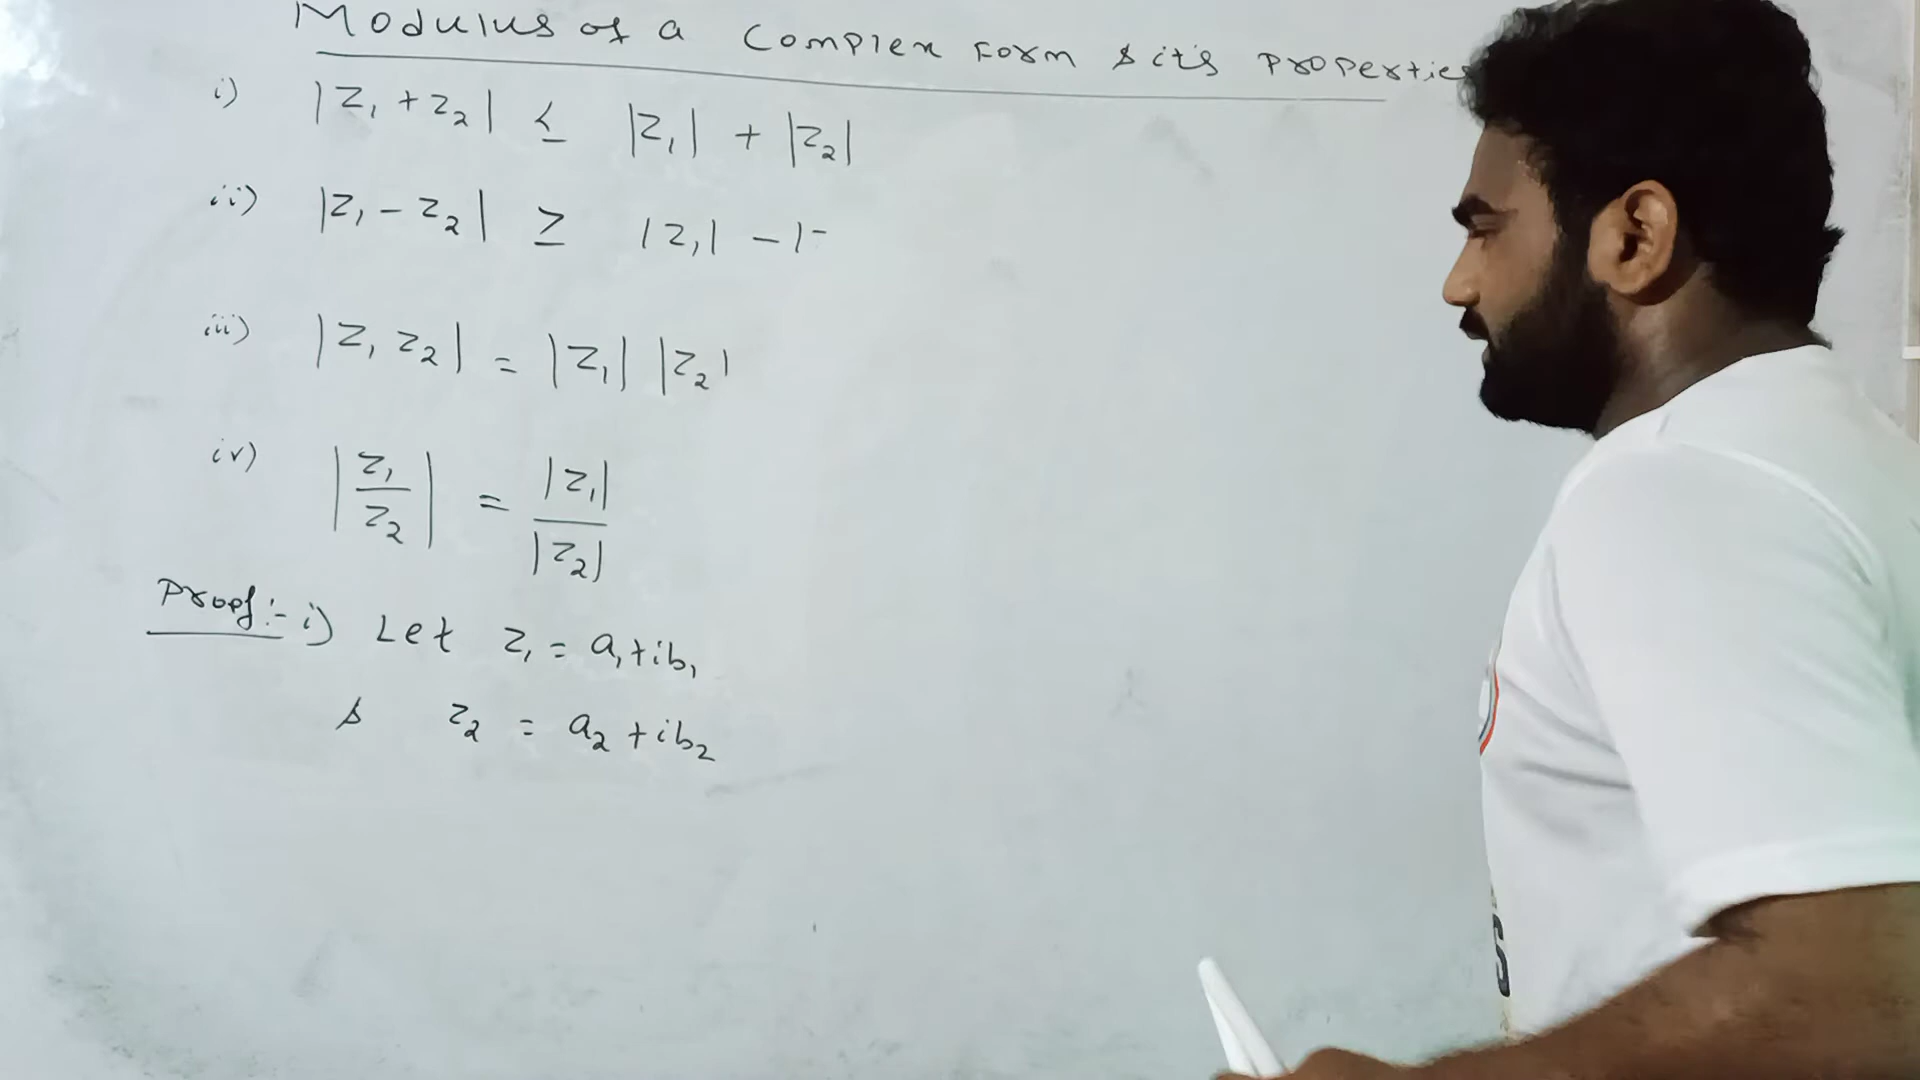 Modulus of a Complex Form & it's properties
i) |z₁ + z₂| ≤ |z₁| + |z₂|
ii) |z₁ - z₂| ≥ |z₁| - |
iii) |z₁ z₂| = |z₁| |z₂|
iv) |z₁/z₂| = |z₁|/|z₂|
Proof:- i) Let z₁ = a₁+ib₁
& z₂ = a₂+ib₂